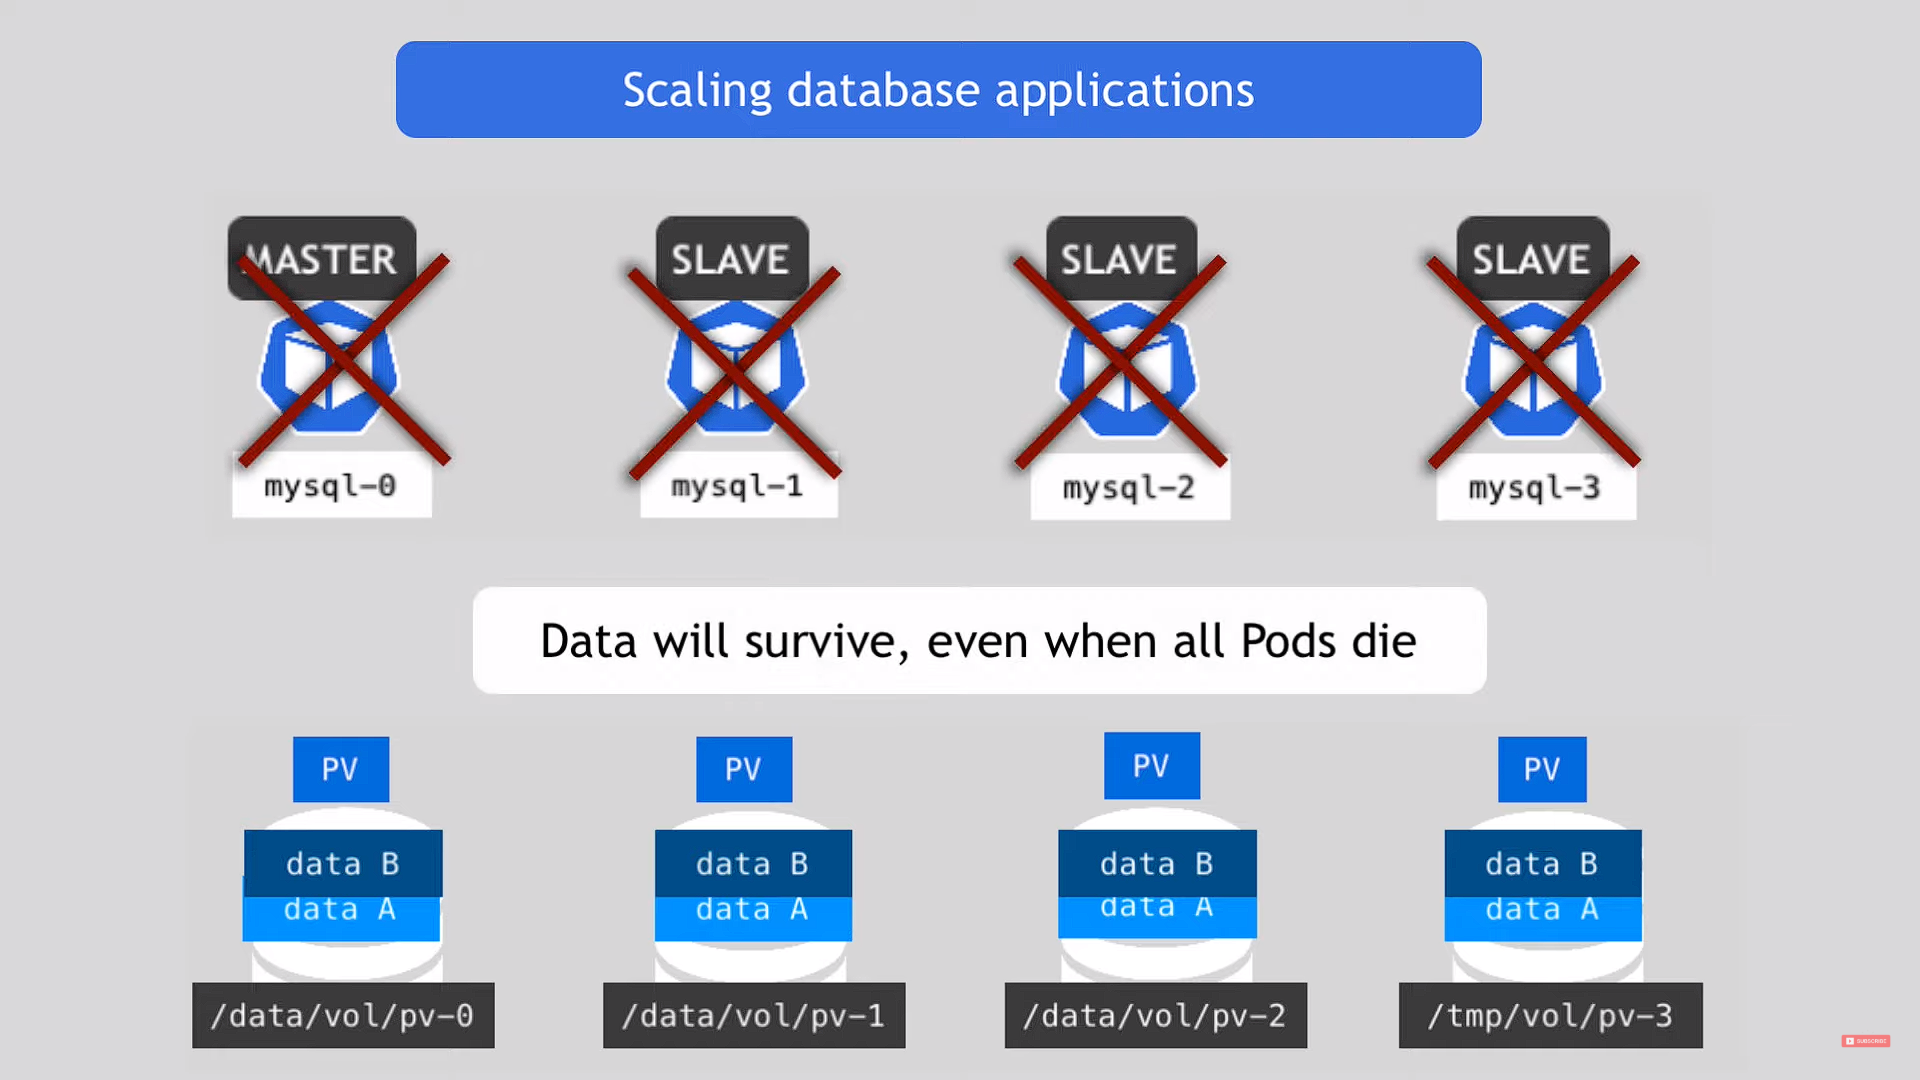 Scaling database applications
MASTER
SLAVE
SLAVE
SLAVE
mysql-0
mysql-1
mysql-2
mysql-3
Data will survive, even when all Pods die
PV
PV
PV
PV
data B
data B
data B
data B
data A
data A
data A
data A
/data/vol/pv-0
/data/vol/pv-1
/data/vol/pv-2
/tmp/vol/pv-3
SUBSCRIBE